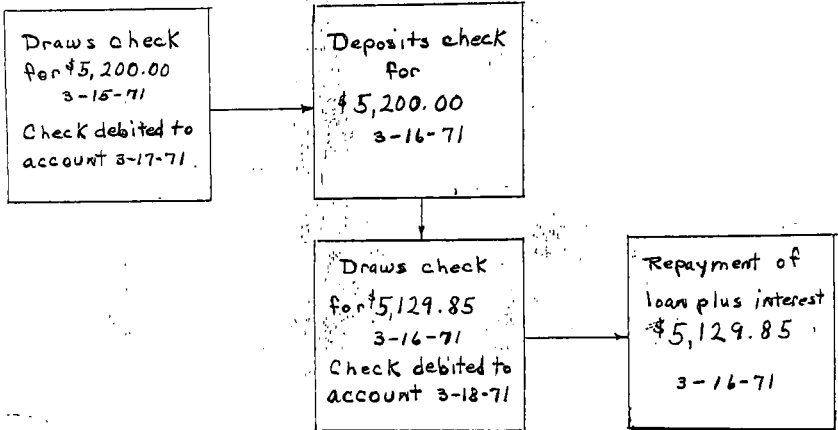 Draws check
for $5,200.00
3-15-71
Check debited to
account 3-17-71.
Deposits check
for
$5,200.00
3-16-71
Draws check
for $5,129.85
3-16-71
Check debited to
account 3-18-71
Repayment of
loan plus interest
$5,129.85
3-16-71